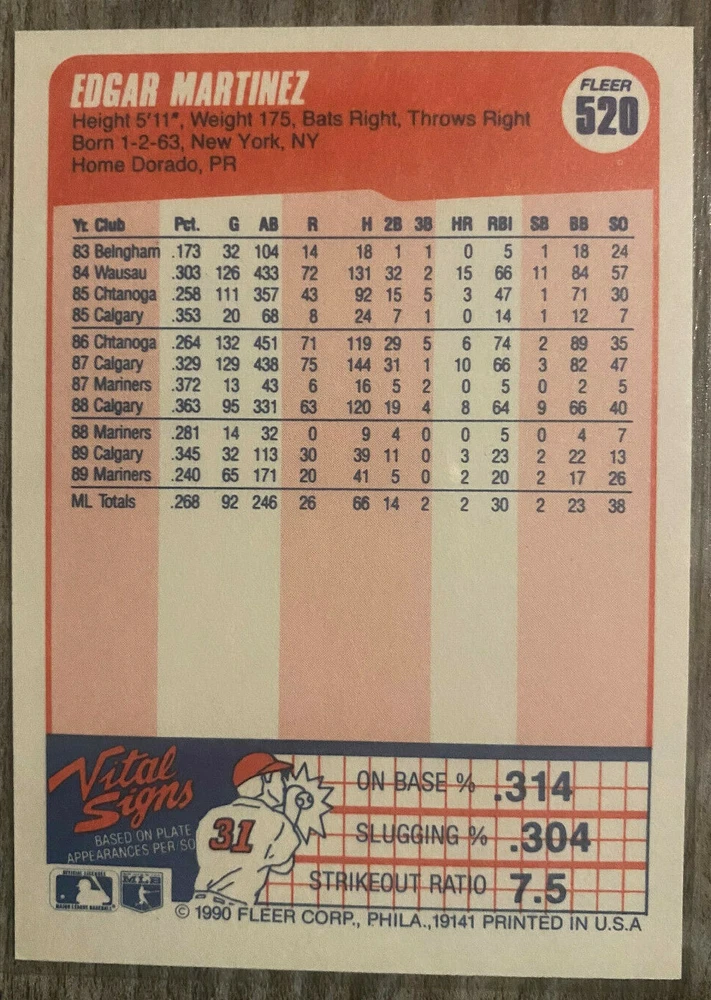 EDGAR MARTINEZ
FLEER
520
Height 5'11", Weight 175, Bats Right, Throws Right
Born 1-2-63, New York, NY
Home Dorado, PR
Yr. Club Pct. G AB R H 2B 3B HR RBI SB BB SO
83 Belngham .173 32 104 14 18 1 1 0 5 1 18 24
84 Wausau .303 126 433 72 131 32 2 15 66 11 84 57
85 Chtanoga .258 111 357 43 92 15 5 3 47 1 71 30
85 Calgary .353 20 68 8 24 7 1 0 14 1 12 7
86 Chtanoga .264 132 451 71 119 29 5 6 74 2 89 35
87 Calgary .329 129 438 75 144 31 1 10 66 3 82 47
87 Mariners .372 13 43 6 16 5 2 0 5 0 2 5
88 Calgary .363 95 331 63 120 19 4 8 64 9 66 40
88 Mariners .281 14 32 0 9 4 0 0 5 0 4 7
89 Calgary .345 32 113 30 39 11 0 3 23 2 22 13
89 Mariners .240 65 171 20 41 5 0 2 20 2 17 26
ML Totals .268 92 246 26 66 14 2 2 30 2 23 38
Vital
Signs
BASED ON PLATE
APPEARANCES PER/SO
31
ON BASE % .314
SLUGGING % .304
STRIKEOUT RATIO 7.5
MLB
© 1990 FLEER CORP., PHILA.,19141 PRINTED IN U.S.A